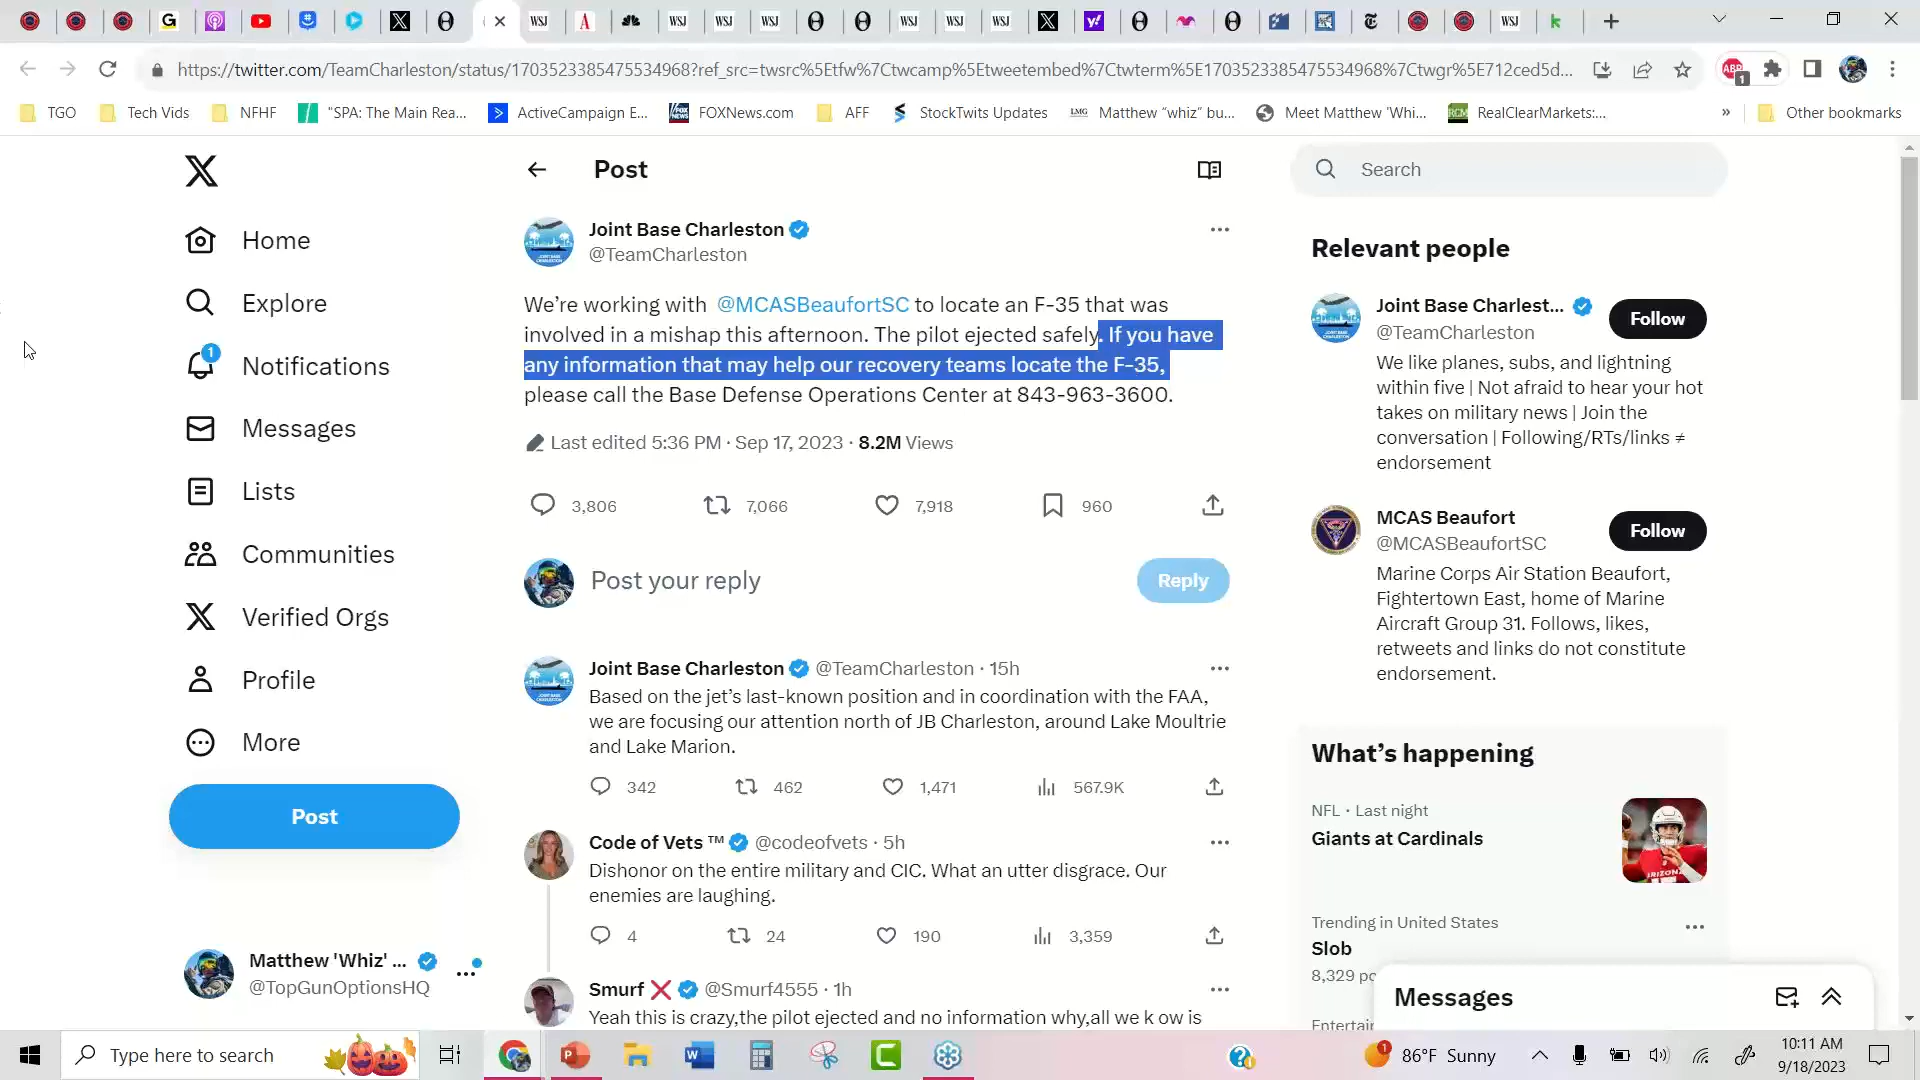 https://twitter.com/TeamCharleston/status/1703523385475534968?ref_src=twsrc%5Etfw%7Ctwcamp%5Etweetembed%7Ctwterm%5E1703523385475534968%7Ctwgr%5E712ced5d...
TGO
Tech Vids
NFHF
"SPA: The Main Rea...
ActiveCampaign E...
FOXNews.com
AFF
StockTwits Updates
Matthew “whiz” bu...
Meet Matthew 'Whi...
RealClearMarkets:...
»
Other bookmarks
Home
Explore
1
Notifications
Messages
Lists
Communities
Verified Orgs
Profile
More
Post
Matthew 'Whiz' ...
@TopGunOptionsHQ
Post
Joint Base Charleston
@TeamCharleston
We’re working with @MCASBeaufortSC to locate an F-35 that was
involved in a mishap this afternoon. The pilot ejected safely. If you have
any information that may help our recovery teams locate the F-35,
please call the Base Defense Operations Center at 843-963-3600.
Last edited 5:36 PM · Sep 17, 2023 · 8.2M Views
3,806 7,066 7,918 960
Post your reply
Reply
Joint Base Charleston @TeamCharleston · 15h
Based on the jet’s last-known position and in coordination with the FAA,
we are focusing our attention north of JB Charleston, around Lake Moultrie
and Lake Marion.
342 462 1,471 567.9K
Code of Vets ™ @codeofvets · 5h
Dishonor on the entire military and CIC. What an utter disgrace. Our
enemies are laughing.
4 24 190 3,359
Smurf ❌ @Smurf4555 · 1h
Yeah this is crazy,the pilot ejected and no information why,all we k ow is
Search
Relevant people
Joint Base Charlest...
@TeamCharleston
Follow
We like planes, subs, and lightning
within five | Not afraid to hear your hot
takes on military news | Join the
conversation | Following/RTs/links ≠
endorsement
MCAS Beaufort
@MCASBeaufortSC
Follow
Marine Corps Air Station Beaufort,
Fightertown East, home of Marine
Aircraft Group 31. Follows, likes,
retweets and links do not constitute
endorsement.
What’s happening
NFL · Last night
Giants at Cardinals
Trending in United States
Slob
8,329
Messages
Type here to search
86°F Sunny
10:11 AM
9/18/2023